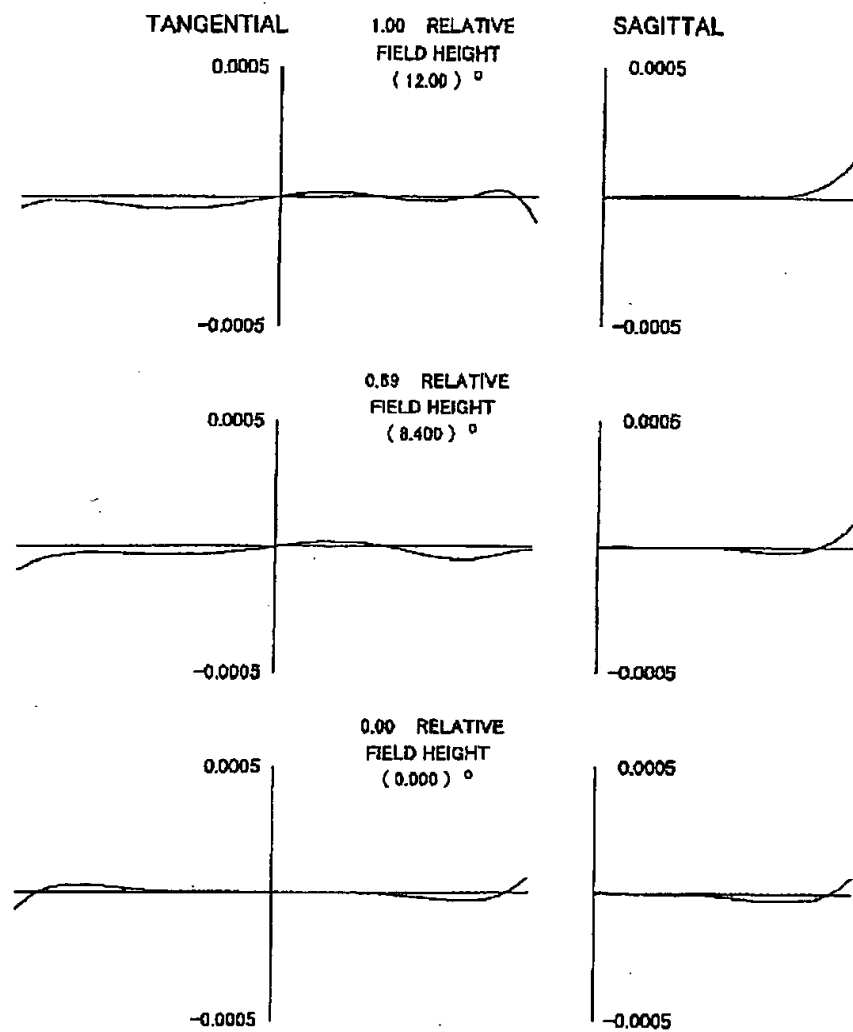 TANGENTIAL
1.00 RELATIVE
FIELD HEIGHT
( 12.00 ) °
SAGITTAL
0.0005
0.0005
-0.0005
-0.0005
0.69 RELATIVE
FIELD HEIGHT
( 8.400 ) °
0.0005
0.0005
-0.0005
-0.0005
0.00 RELATIVE
FIELD HEIGHT
( 0.000 ) °
0.0005
0.0005
-0.0005
-0.0005